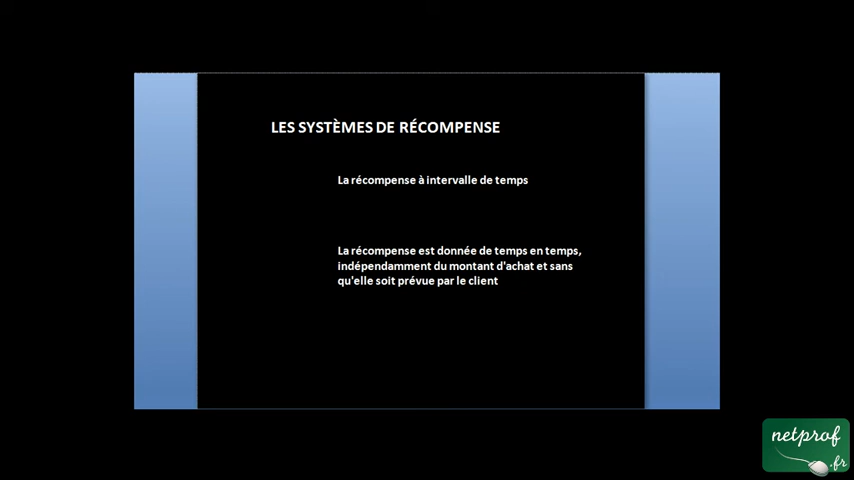 LES SYSTÈMES DE RÉCOMPENSE
La récompense à intervalle de temps
La récompense est donnée de temps en temps,
indépendamment du montant d'achat et sans
qu'elle soit prévue par le client
netprof
.fr